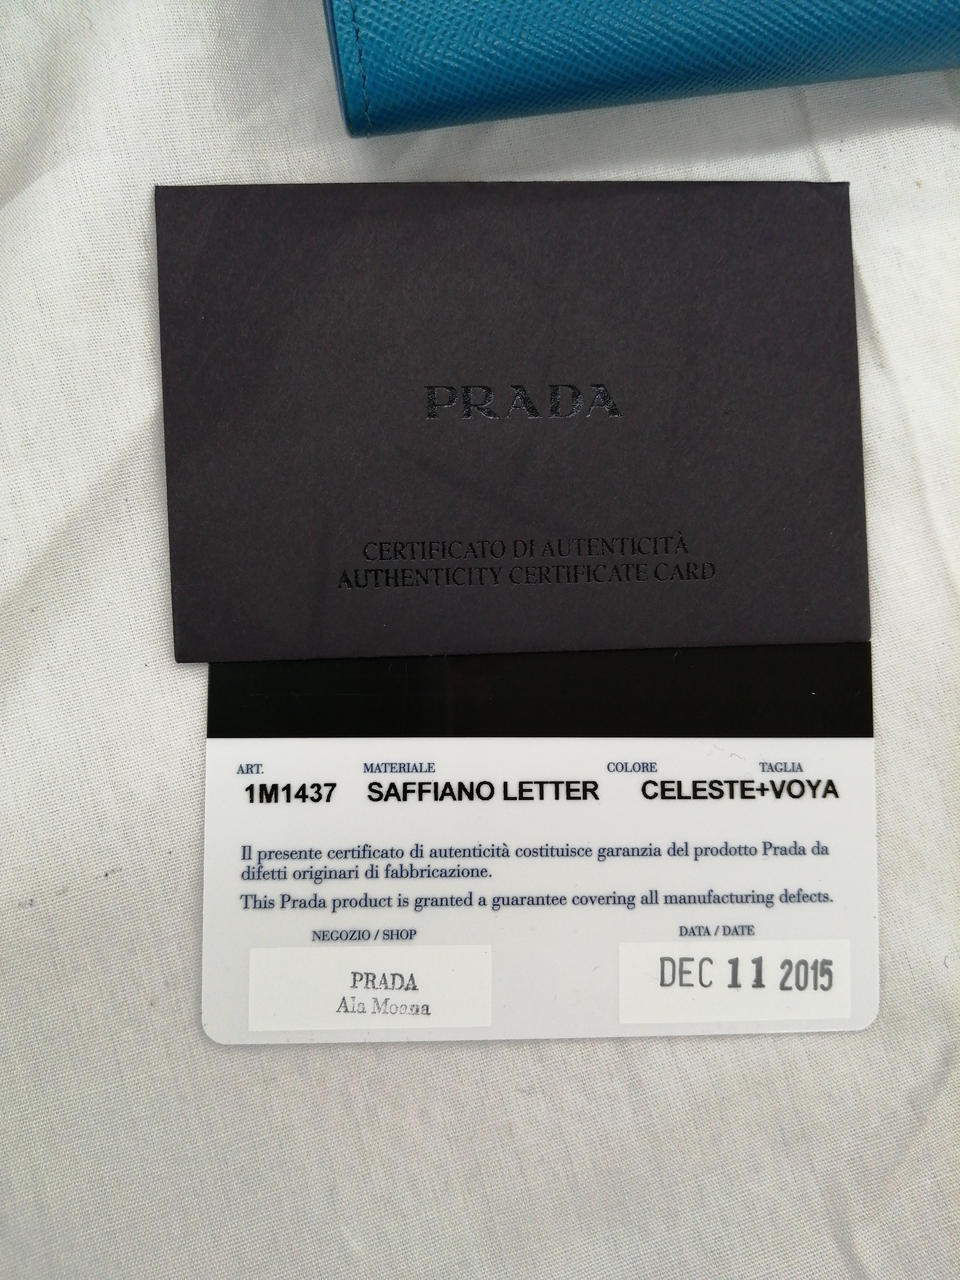 PRADA
CERTIFICATO DI AUTENTICITÀ
AUTHENTICITY CERTIFICATE CARD
ART. MATERIALE COLORE TAGLIA
1M1437 SAFFIANO LETTER CELESTE+VOYA
Il presente certificato di autenticità costituisce garanzia del prodotto Prada da
difetti originari di fabbricazione.
This Prada product is granted a guarantee covering all manufacturing defects.
NEGOZIO / SHOP DATA / DATE
PRADA DEC 11 2015
Ala Moana